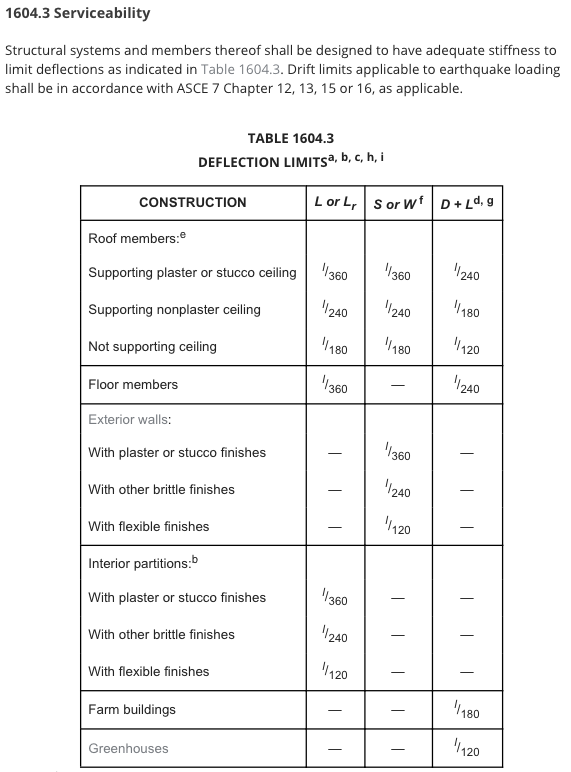 1604.3 Serviceability
Structural systems and members thereof shall be designed to have adequate stiffness to
limit deflections as indicated in Table 1604.3. Drift limits applicable to earthquake loading
shall be in accordance with ASCE 7 Chapter 12, 13, 15 or 16, as applicable.
TABLE 1604.3
DEFLECTION LIMITSa, b, c, h, i
CONSTRUCTION L or Lr S or W f D + Ld, g
Roof members:e
Supporting plaster or stucco ceiling l/360 l/360 l/240
Supporting nonplaster ceiling l/240 l/240 l/180
Not supporting ceiling l/180 l/180 l/120
Floor members l/360 — l/240
Exterior walls:
With plaster or stucco finishes — l/360 —
With other brittle finishes — l/240 —
With flexible finishes — l/120 —
Interior partitions:b
With plaster or stucco finishes l/360 — —
With other brittle finishes l/240 — —
With flexible finishes l/120 — —
Farm buildings — — l/180
Greenhouses — — l/120